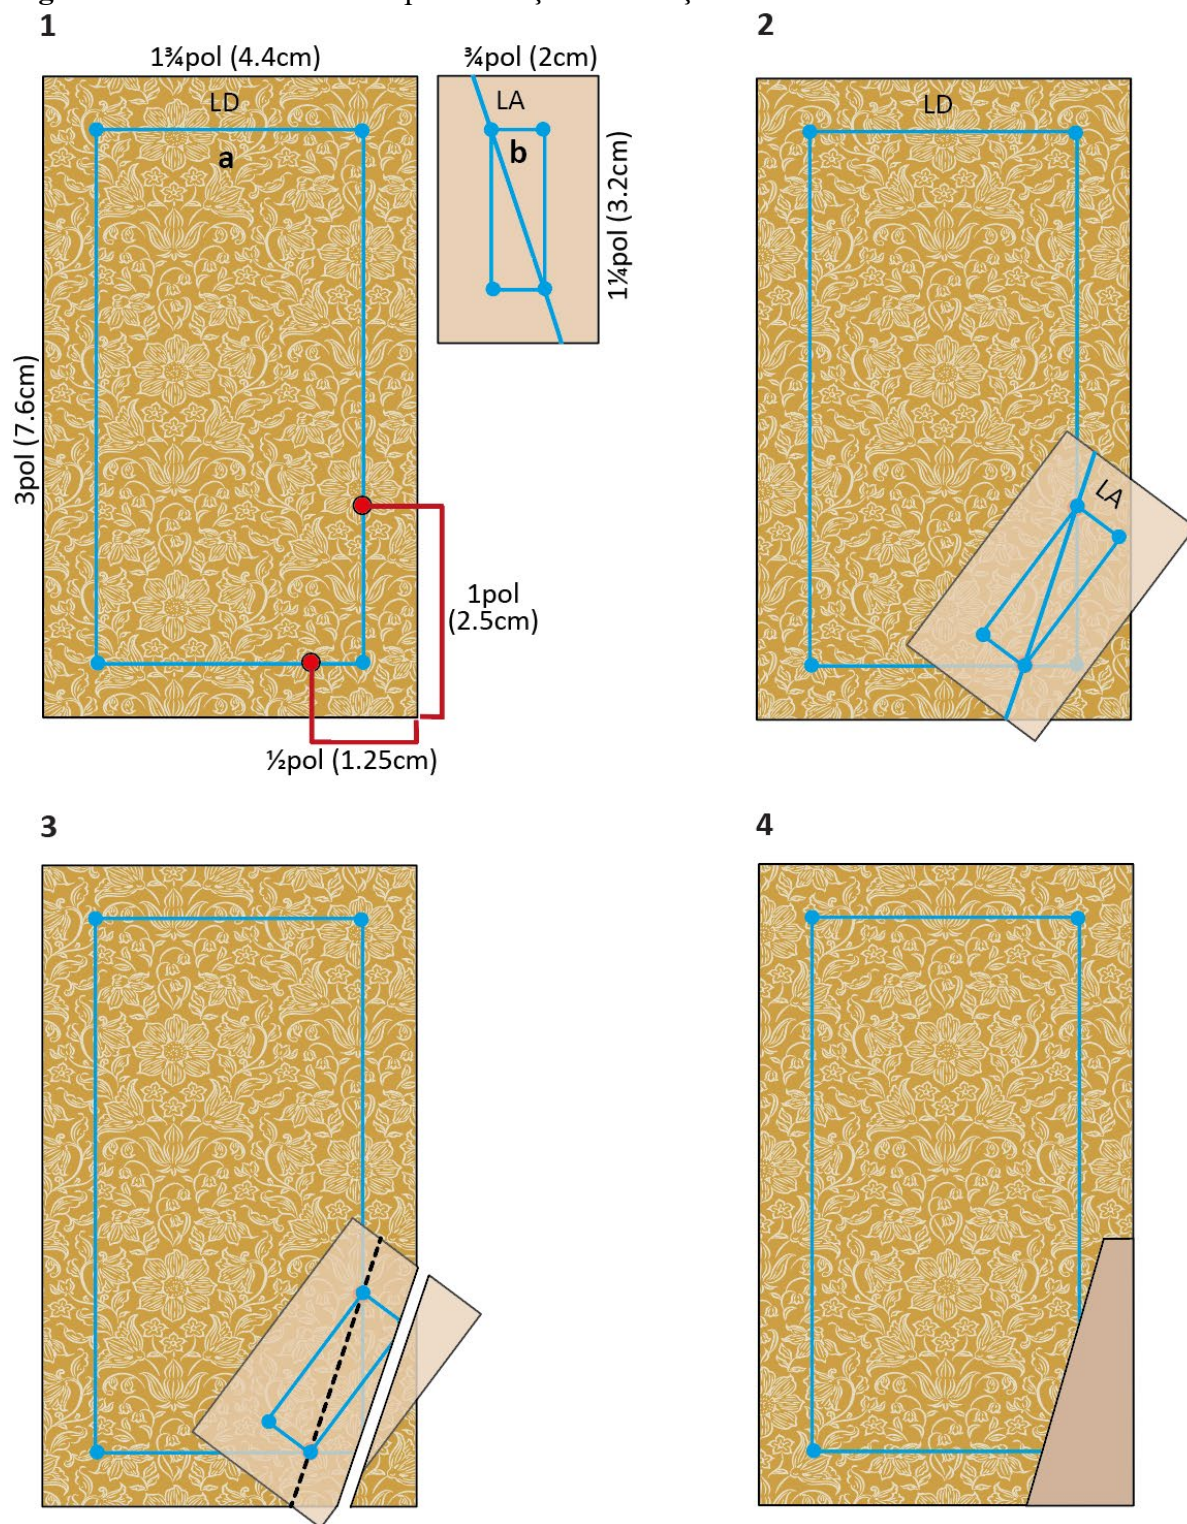 1
2
1¾pol (4.4cm)
¾pol (2cm)
LD
a
LA
b
1¼pol (3.2cm)
LD
3pol (7.6cm)
LA
1pol
(2.5cm)
½pol (1.25cm)
3
4